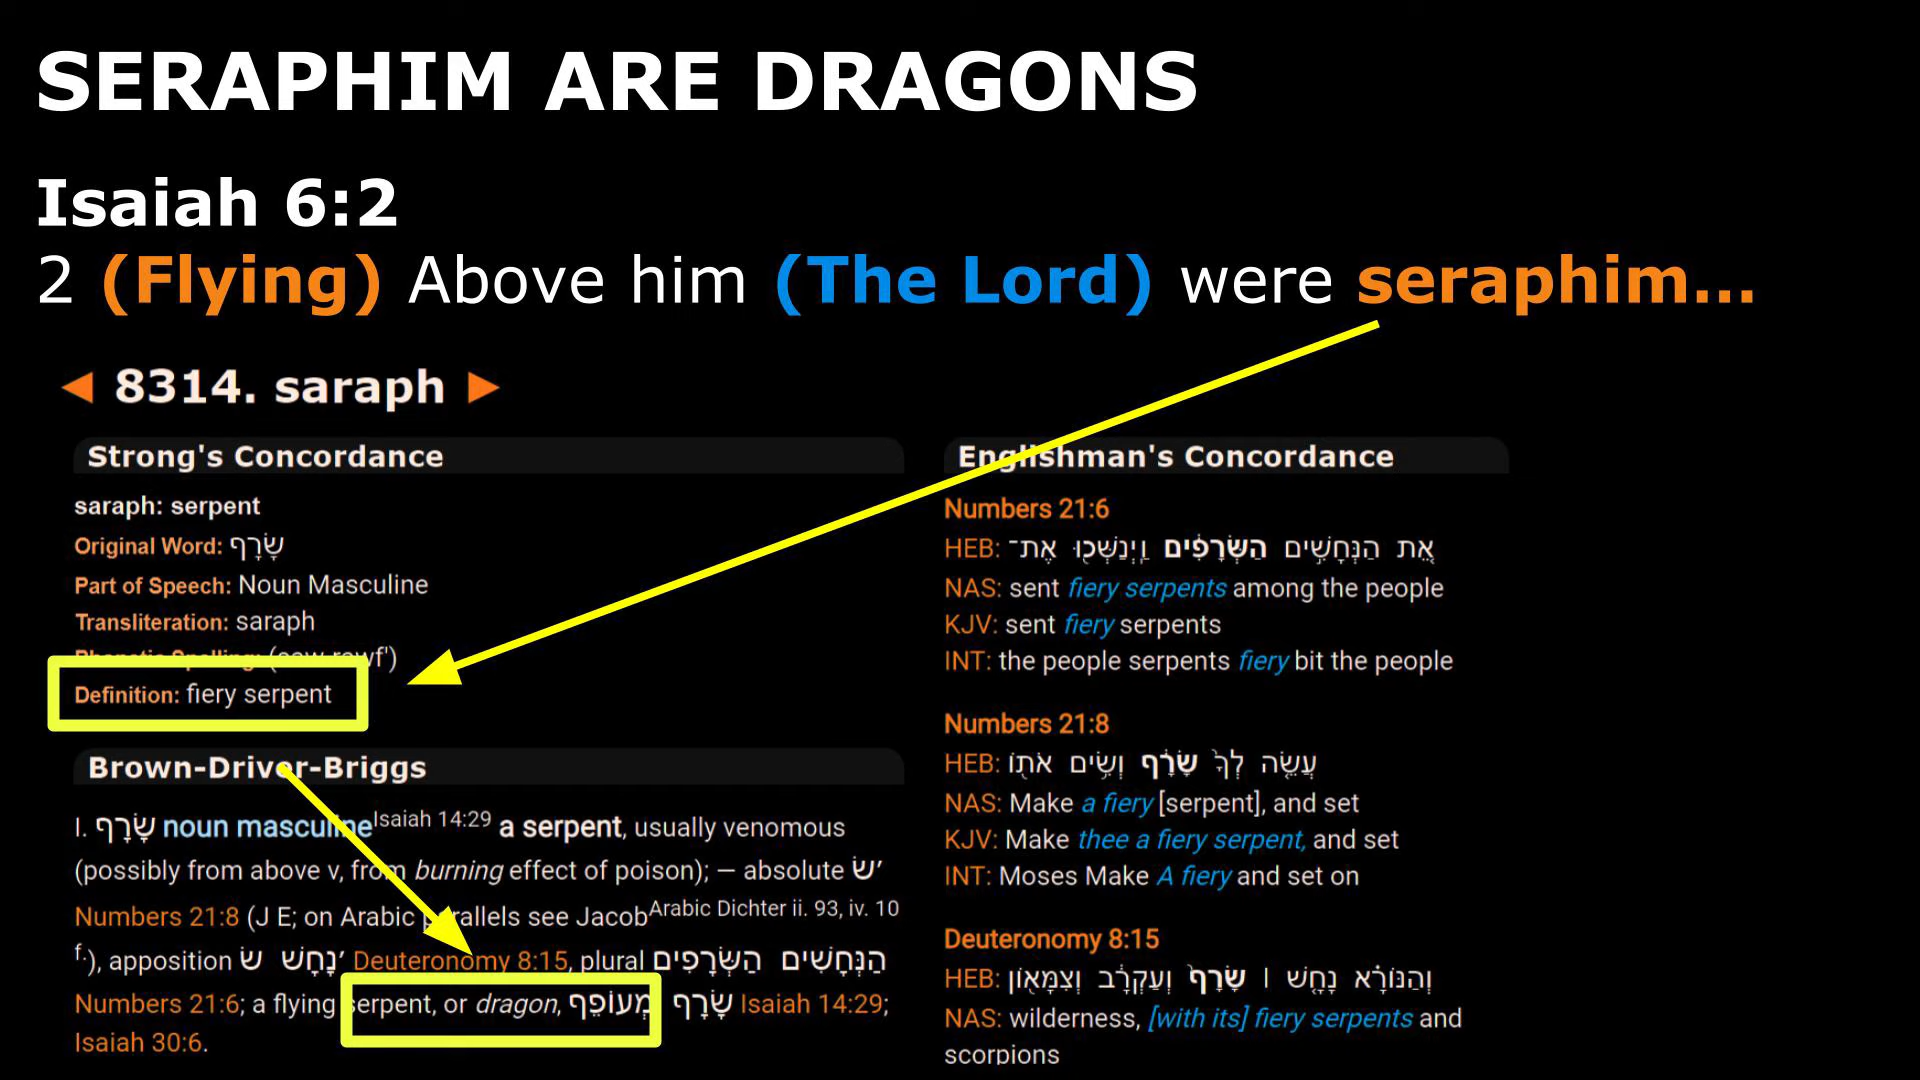 SERAPHIM ARE DRAGONS
Isaiah 6:2
2 (Flying) Above him (The Lord) were seraphim...
◄ 8314. saraph ►
Strong's Concordance
saraph: serpent
Original Word: שָׂרָף
Part of Speech: Noun Masculine
Transliteration: saraph
Phonetic Spelling: (saw-rawf')
Definition: fiery serpent
Brown-Driver-Briggs
I. שָׂרָף noun masculine Isaiah 14:29 a serpent, usually venomous
(possibly from above v, from burning effect of poison); — absolute ׳שׂ
Numbers 21:8 (J E; on Arabic parallels see Jacob Arabic Dichter ii. 93, iv. 10
f.), apposition נָחָשׁ שׂ׳ Deuteronomy 8:15, plural הַנְּחָשִׁים הַשְּׂרָפִים
Numbers 21:6; a flying serpent, or dragon, שָׂרָף מְעוֹפֵף Isaiah 14:29;
Isaiah 30:6.
Englishman's Concordance
Numbers 21:6
HEB: אֵ֚ת הַנְּחָשִׁ֣ים הַשְּׂרָפִ֔ים וַֽיְנַשְּׁכ֖וּ אֶת־
NAS: sent fiery serpents among the people
KJV: sent fiery serpents
INT: the people serpents fiery bit the people
Numbers 21:8
HEB: עֲשֵׂ֤ה לְךָ֙ שָׂרָ֔ף וְשִׂ֥ים אֹת֖וֹ
NAS: Make a fiery [serpent], and set
KJV: Make thee a fiery serpent, and set
INT: Moses Make A fiery and set on
Deuteronomy 8:15
HEB: וְהַנּוֹרָ֗א נָחָ֤שׁ ׀ שָׂרָף֙ וְעַקְרָ֔ב וְצִמָּא֖וֹן
NAS: wilderness, [with its] fiery serpents and
scorpions